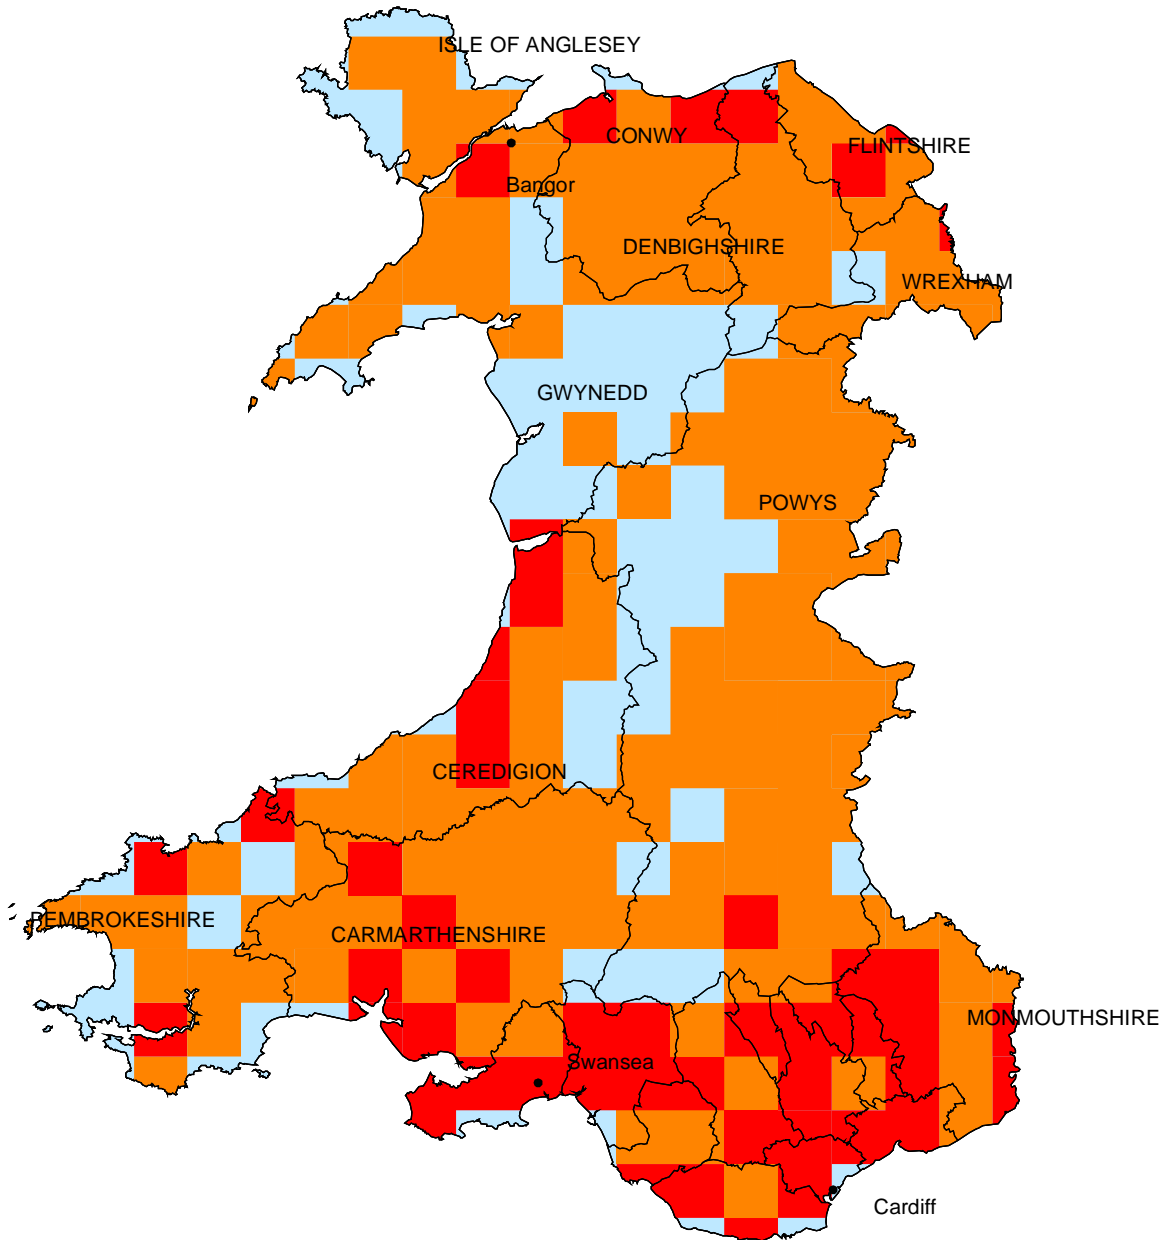 ISLE OF ANGLESEY
CONWY
FLINTSHIRE
Bangor
DENBIGHSHIRE
WREXHAM
GWYNEDD
POWYS
CEREDIGION
PEMBROKESHIRE
CARMARTHENSHIRE
MONMOUTHSHIRE
Swansea
Cardiff